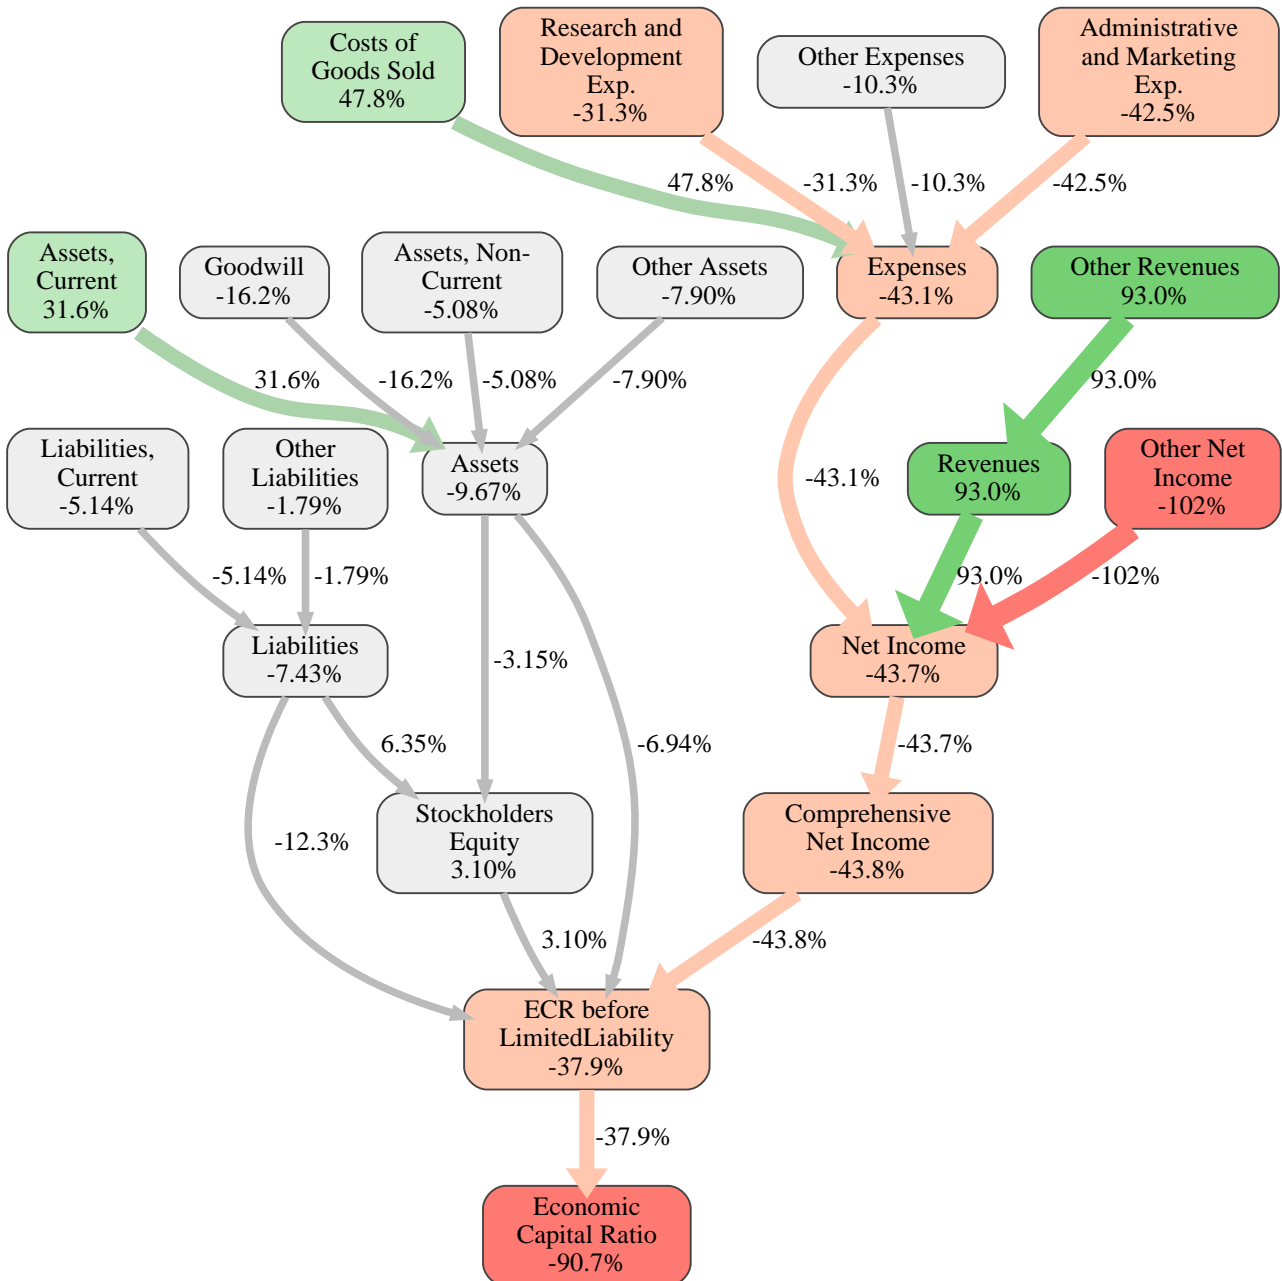 Costs of
Goods Sold
47.8%
Research and
Development
Exp.
-31.3%
Other Expenses
-10.3%
Administrative
and Marketing
Exp.
-42.5%
47.8%
-31.3%
-10.3%
-42.5%
Assets,
Current
31.6%
Goodwill
-16.2%
Assets, Non-
Current
-5.08%
Other Assets
-7.90%
Expenses
-43.1%
Other Revenues
93.0%
31.6%
-16.2%
-5.08%
-7.90%
93.0%
Liabilities,
Current
-5.14%
Other
Liabilities
-1.79%
Assets
-9.67%
-43.1%
Revenues
93.0%
Other Net
Income
-102%
-5.14%
-1.79%
93.0%
-102%
Liabilities
-7.43%
-3.15%
Net Income
-43.7%
6.35%
-6.94%
-43.7%
-12.3%
Stockholders
Equity
3.10%
Comprehensive
Net Income
-43.8%
3.10%
-43.8%
ECR before
LimitedLiability
-37.9%
-37.9%
Economic
Capital Ratio
-90.7%